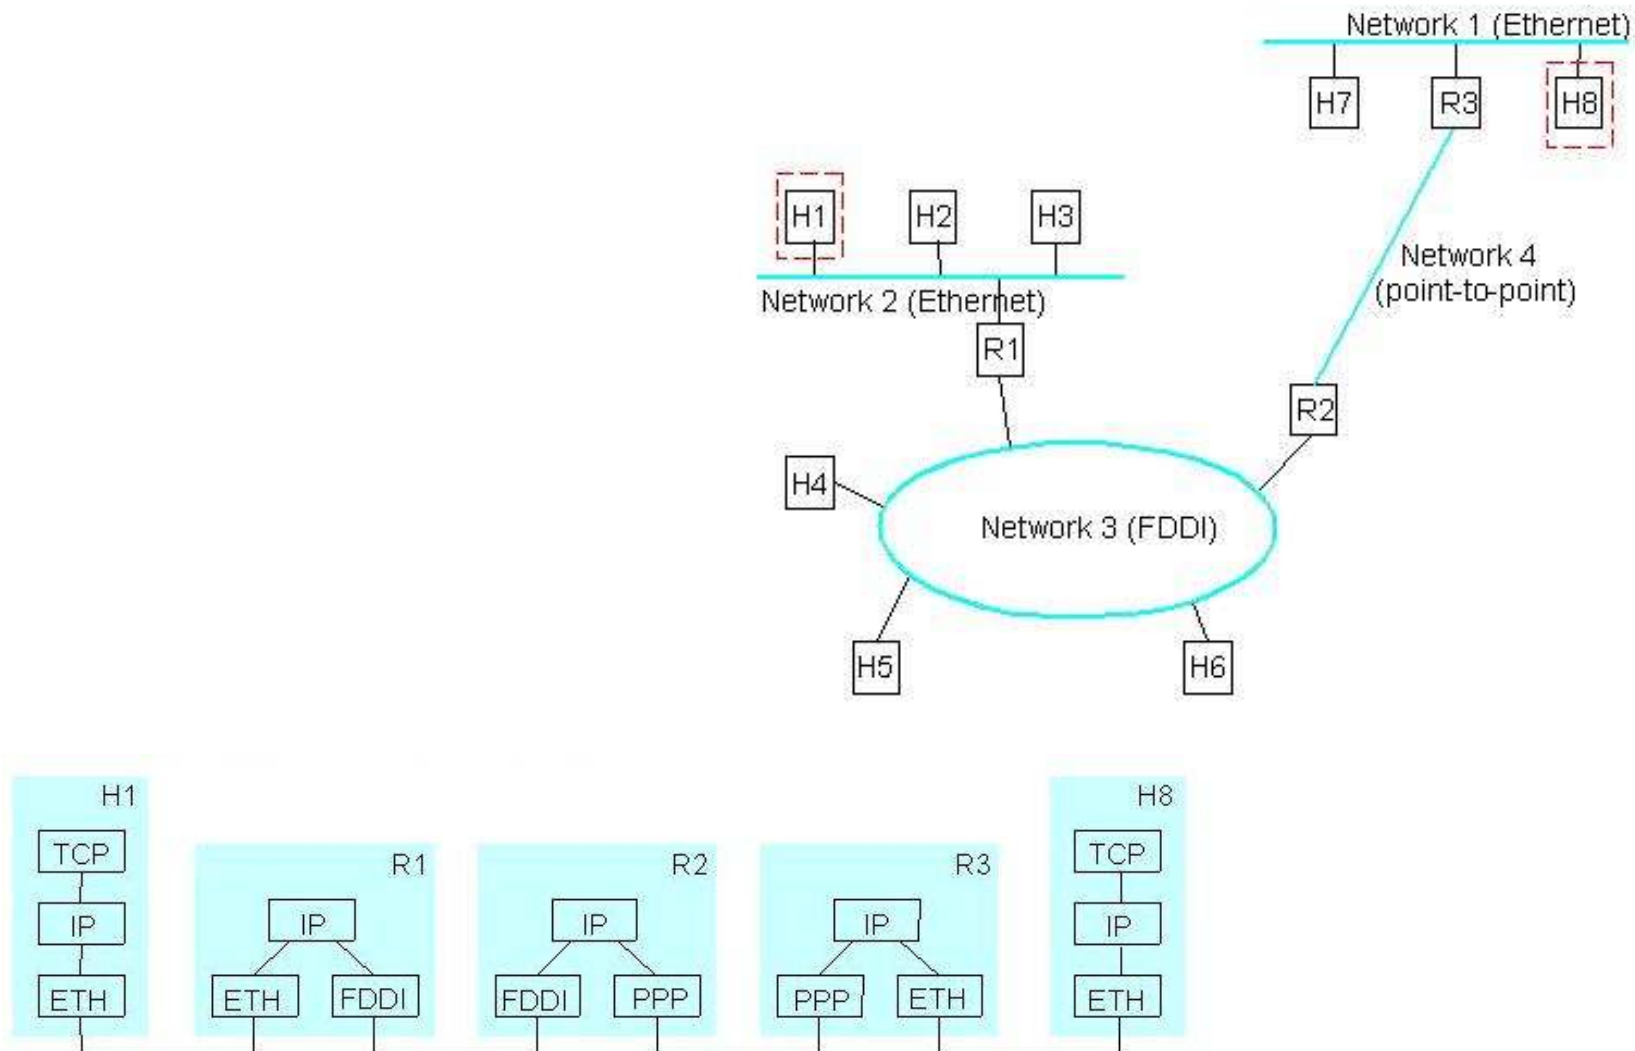 Network 1 (Ethernet)
H7
R3
H8
H1
H2
H3
Network 4
(point-to-point)
Network 2 (Ethernet)
R1
R2
H4
Network 3 (FDDI)
H5
H6
H1
TCP
IP
ETH
R1
IP
ETH
FDDI
R2
IP
FDDI
PPP
R3
IP
PPP
ETH
H8
TCP
IP
ETH